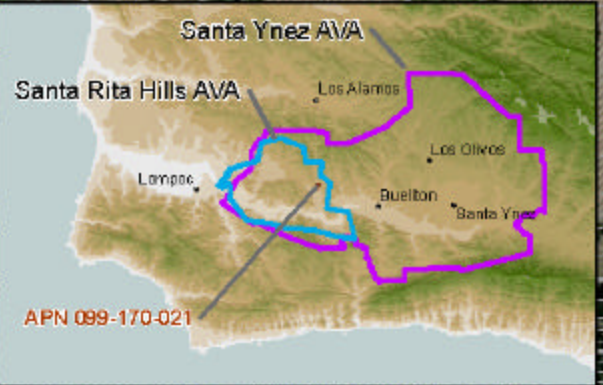 Santa Ynez AVA
Santa Rita Hills AVA
Los Alamos
Los Olivos
Lompoc
Buellton
Santa Ynez
APN 099-170-021